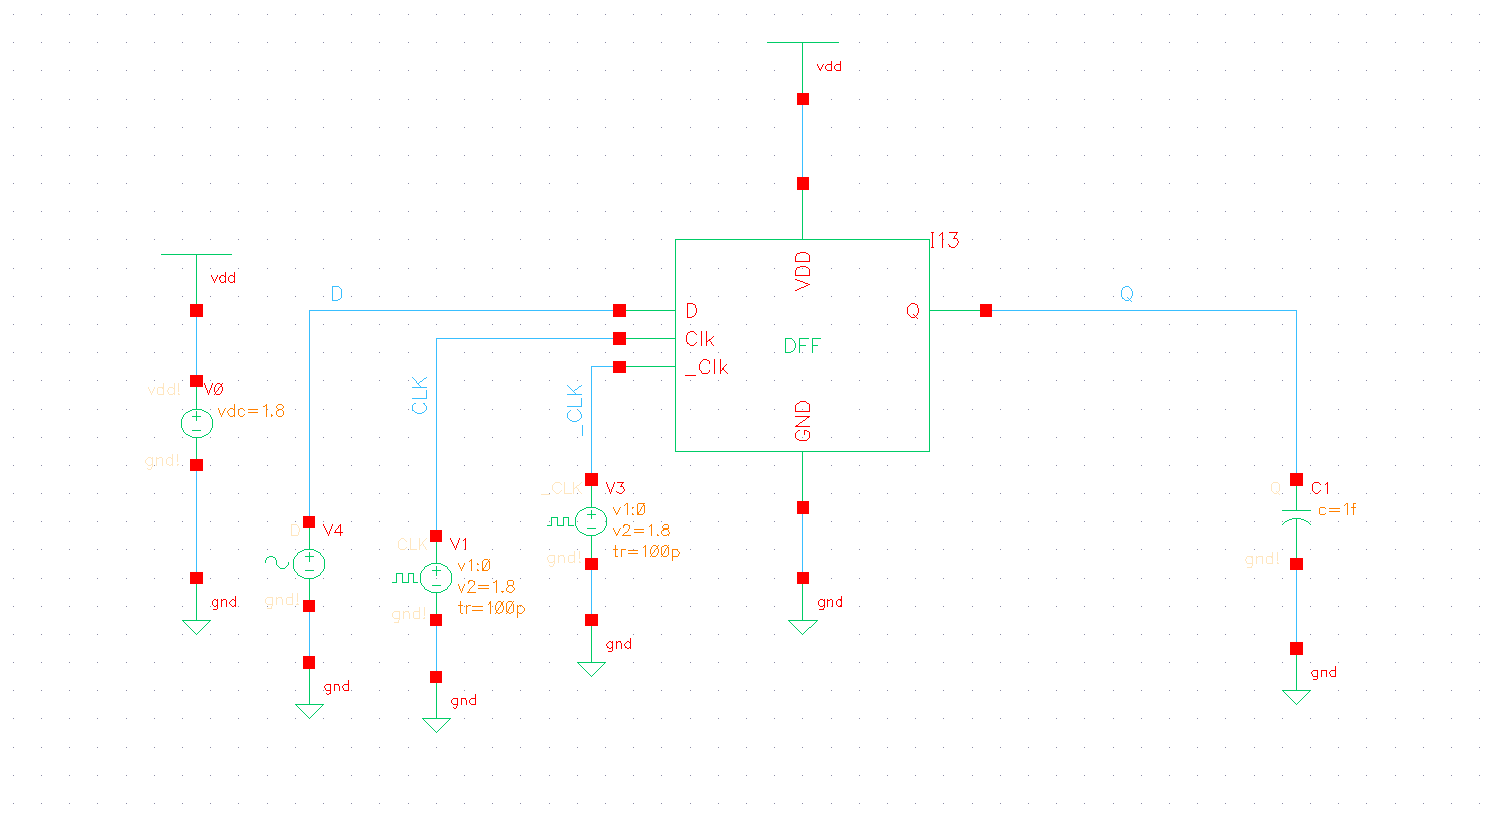 vdd
I13
VDD
vdd
D
Q
D
Clk
_Clk
Q
DFF
CLK
_CLK
GND
vdd!
V0
vdc=1.8
gnd!
gnd
D
V4
gnd!
gnd
CLK
V1
v1:0
v2=1.8
tr=100p
gnd!
gnd
_CLK
V3
v1:0
v2=1.8
tr=100p
gnd!
gnd
gnd
Q
C1
c=1f
gnd!
gnd